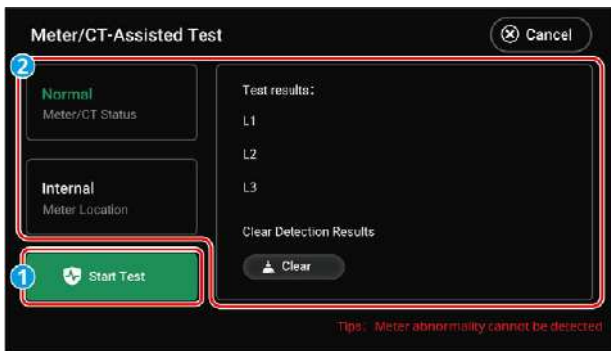 Meter/CT-Assisted Test
Cancel
2
Normal
Meter/CT Status
Internal
Meter Location
1
Start Test
Test results:
L1
L2
L3
Clear Detection Results
Clear
Tips: Meter abnormality cannot be detected